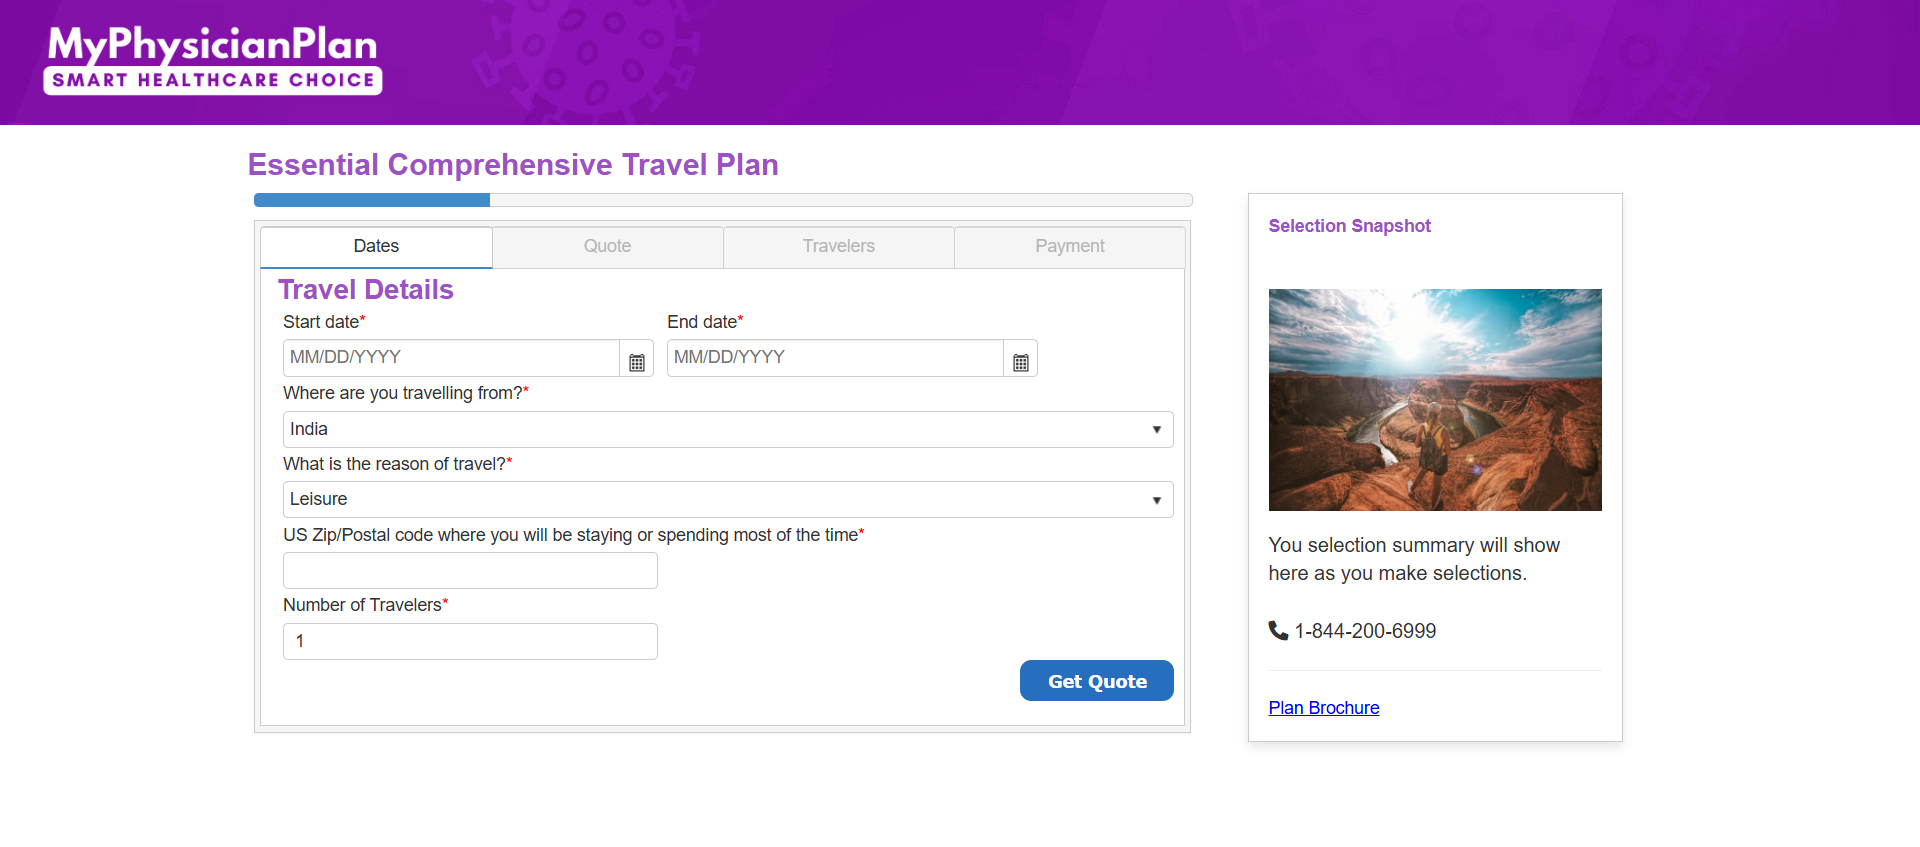 MyPhysicianPlan
SMART HEALTHCARE CHOICE
Essential Comprehensive Travel Plan
Dates
Quote
Travelers
Payment
Travel Details
Start date*
End date*
MM/DD/YYYY
MM/DD/YYYY
Where are you travelling from?*
India
What is the reason of travel?*
Leisure
US Zip/Postal code where you will be staying or spending most of the time*
Number of Travelers*
1
Get Quote
Selection Snapshot
You selection summary will show
here as you make selections.
1-844-200-6999
Plan Brochure